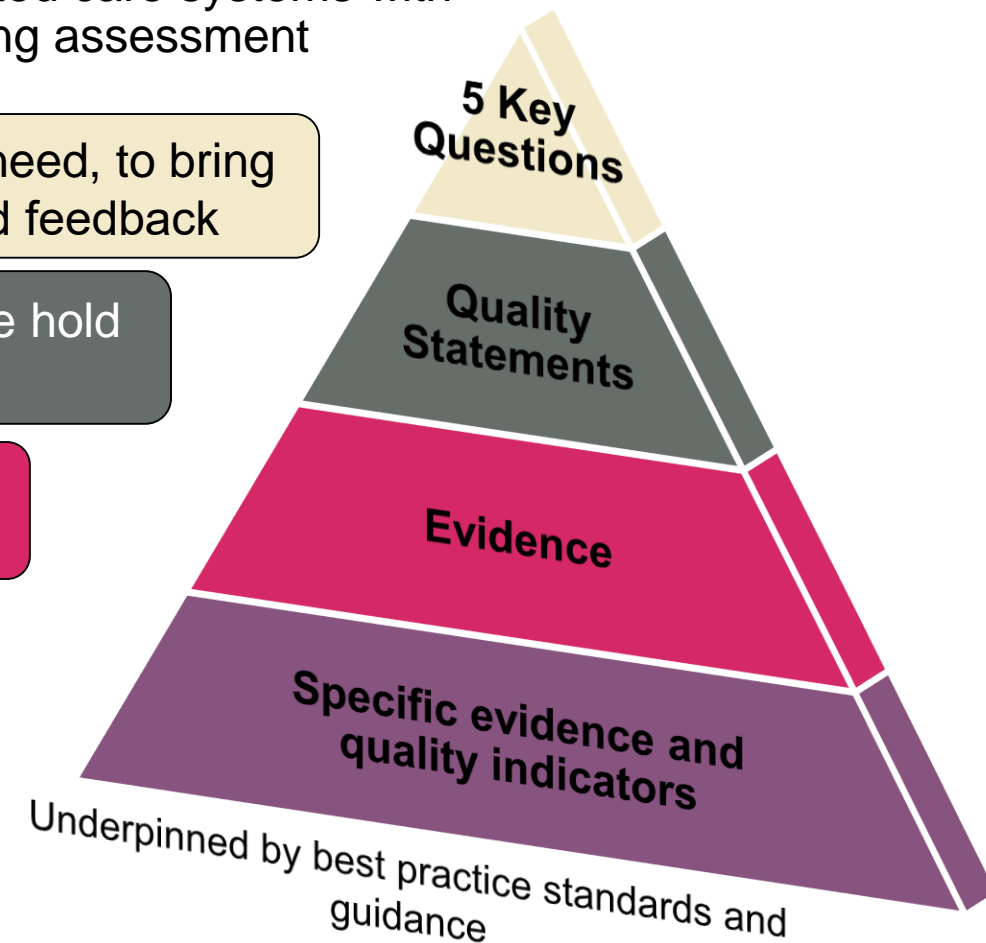 ng assessment
need, to bring
d feedback
e hold
5 Key
Questions
Quality
Statements
Evidence
Specific evidence and
quality indicators
Underpinned by best practice standards and
guidance